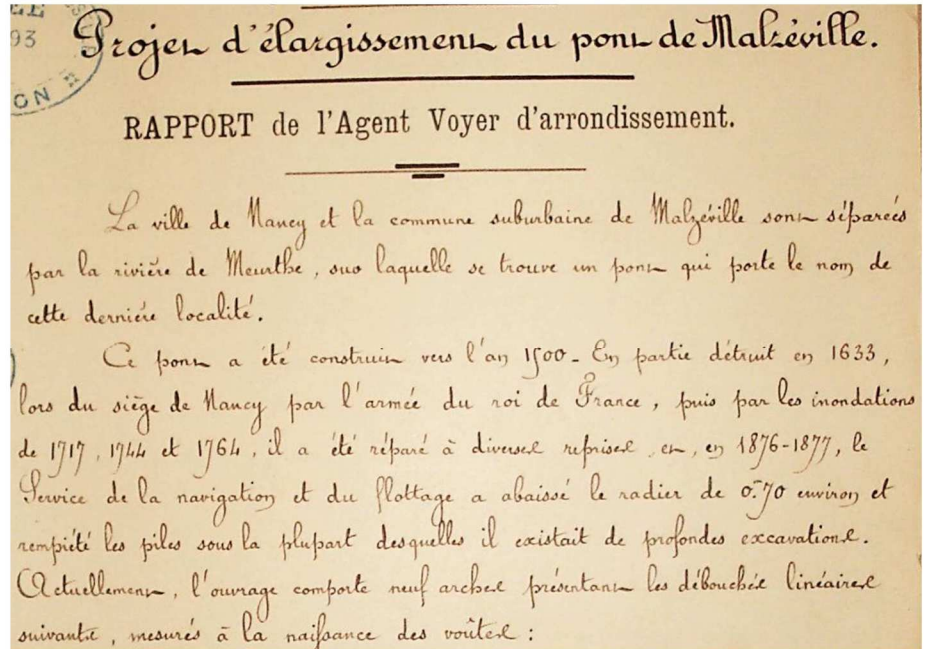 93
ON
Projet d'élargissement du pont de Malzéville.
RAPPORT de l'Agent Voyer d'arrondissement.
La ville de Nancy et la commune suburbaine de Malzéville sont séparées
par la rivière de Meurthe, sur laquelle se trouve un pont qui porte le nom de
cette dernière localité.
Ce pont a été construit vers l'an 1500 - En partie détruit en 1633,
lors du siège de Nancy par l'armée du roi de France, puis par les inondations
de 1717, 1744 et 1764, il a été réparé à diverses reprises et, en 1876-1877, le
Service de la navigation et du flottage a abaissé le radier de 0m70 environ et
rempiété les piles sous la plupart desquelles il existait de profondes excavations.
Actuellement, l'ouvrage comporte neuf arches présentant les débouchés linéaires
suivants, mesurés à la naissance des voûtes :